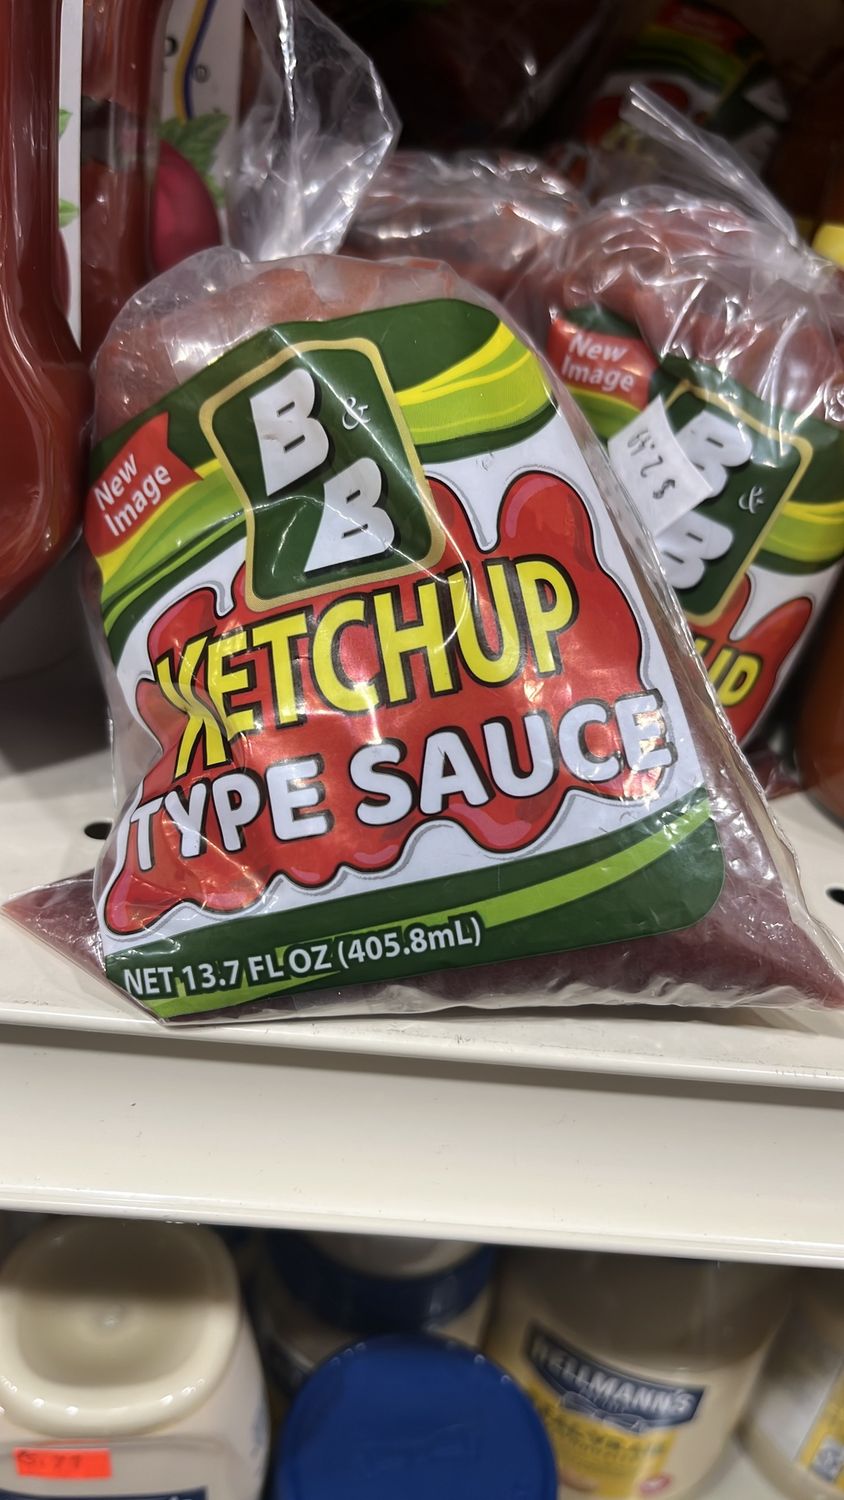 New
Image
B
&
B
KETCHUP
TYPE SAUCE
NET 13.7 FL OZ (405.8mL)
New
Image
B
&
B
$ 2.49
HELLMANN'S